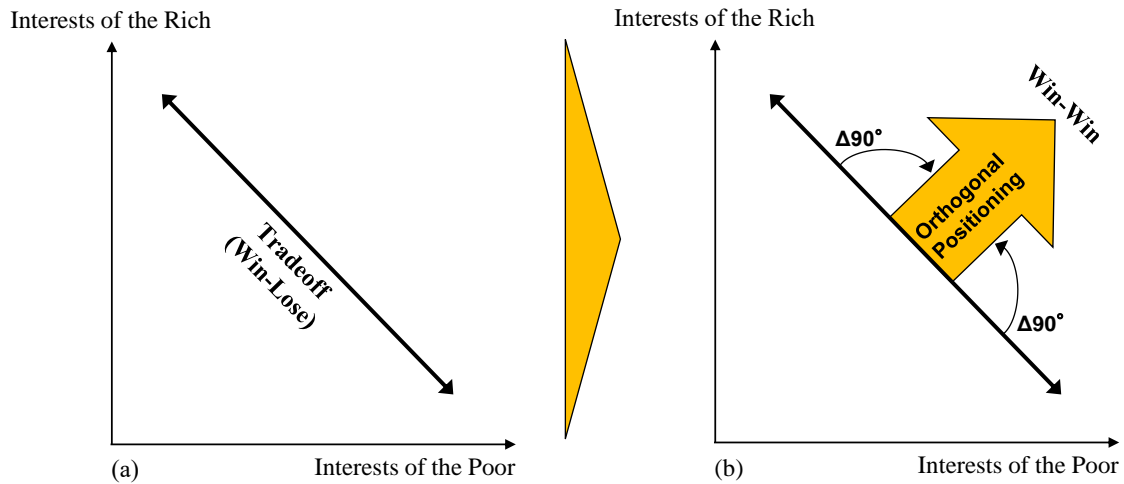 Interests of the Rich
Tradeoff
(Win-Lose)
(a)
Interests of the Poor
Interests of the Rich
Win-Win
Δ90°
Orthogonal
Positioning
Δ90°
(b)
Interests of the Poor